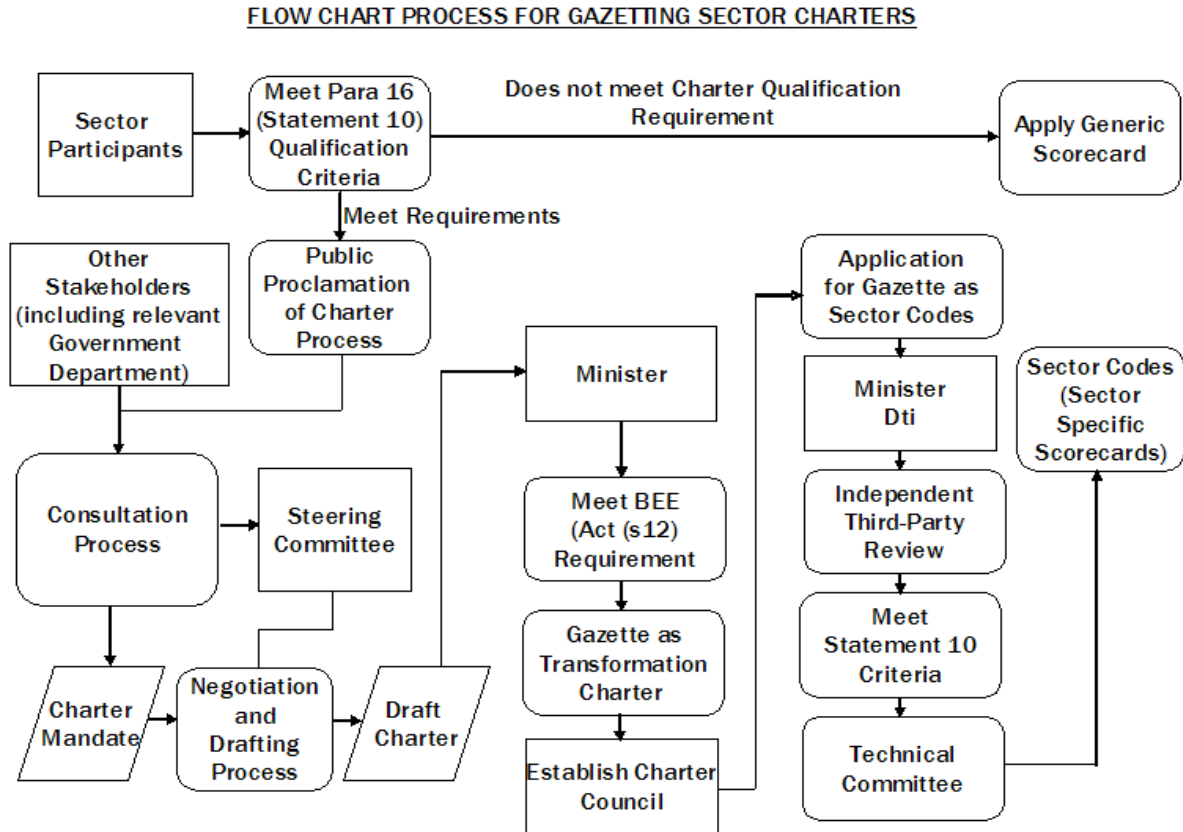 FLOW CHART PROCESS FOR GAZETTING SECTOR CHARTERS
Sector
Participants
Meet Para 16
(Statement 10)
Qualification
Criteria
Does not meet Charter Qualification
Requirement
Apply Generic
Scorecard
Meet Requirements
Other
Stakeholders
(including relevant
Government
Department)
Public
Proclamation
of Charter
Process
Consultation
Process
Steering
Committee
Charter
Mandate
Negotiation
and
Drafting
Process
Draft
Charter
Minister
Meet BEE
(Act (s12)
Requirement
Gazette as
Transformation
Charter
Establish Charter
Council
Application
for Gazette as
Sector Codes
Minister
Dti
Independent
Third-Party
Review
Meet
Statement 10
Criteria
Technical
Committee
Sector Codes
(Sector
Specific
Scorecards)